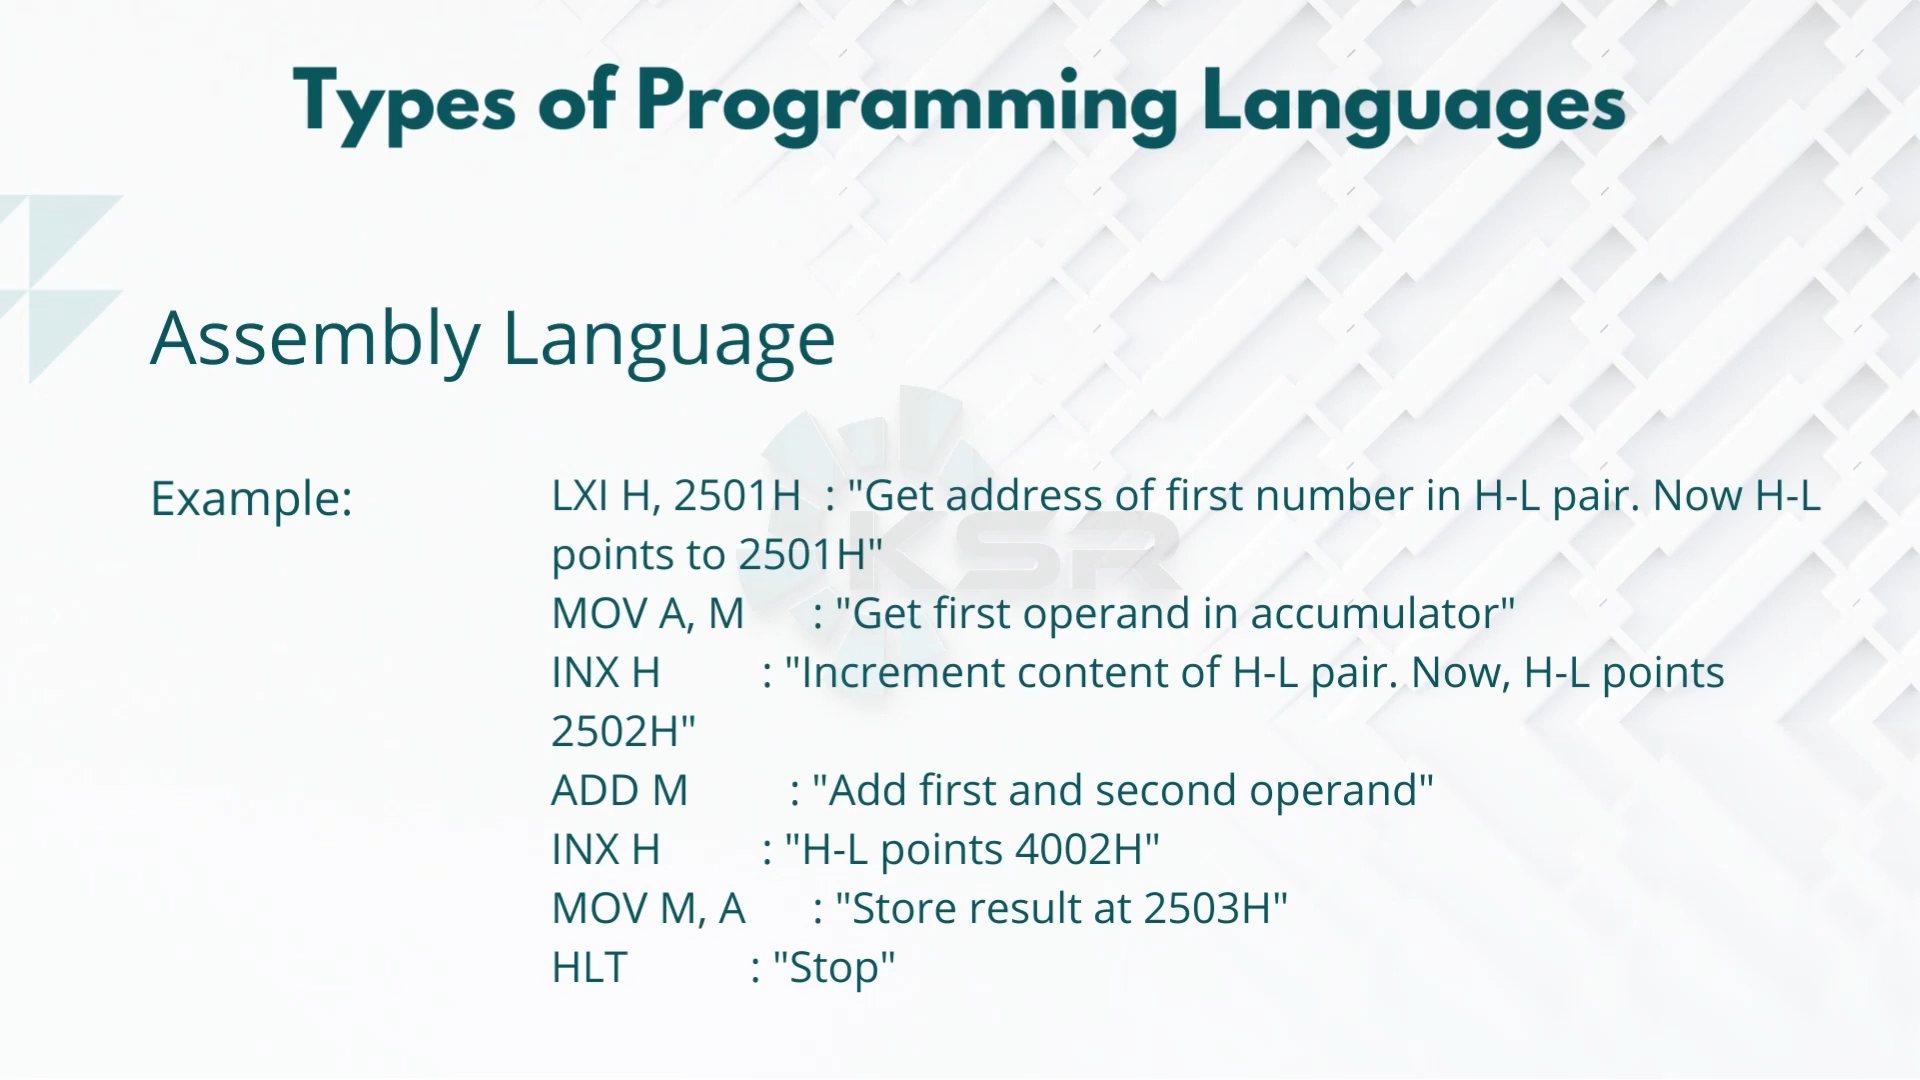 Types of Programming Languages
Assembly Language
Example:
LXI H, 2501H : "Get address of first number in H-L pair. Now H-L
points to 2501H"
MOV A, M : "Get first operand in accumulator"
INX H : "Increment content of H-L pair. Now, H-L points
2502H"
ADD M : "Add first and second operand"
INX H : "H-L points 4002H"
MOV M, A : "Store result at 2503H"
HLT : "Stop"
KSR